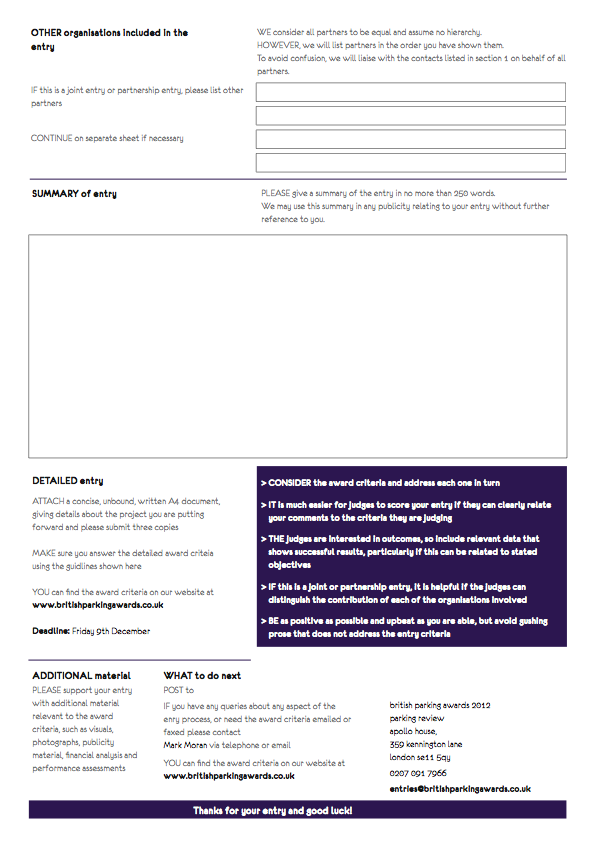 OTHER organisations included in the
entry
WE consider all partners to be equal and assume no hierarchy.
HOWEVER, we will list partners in the order you have shown them.
To avoid confusion, we will liaise with the contacts listed in section 1 on behalf of all
partners.
IF this is a joint entry or partnership entry, please list other
partners
CONTINUE on separate sheet if necessary
SUMMARY of entry
PLEASE give a summary of the entry in no more than 250 words.
We may use this summary in any publicity relating to your entry without further
reference to you.
DETAILED entry
ATTACH a concise, unbound, written A4 document,
giving details about the project you are putting
forward and please submit three copies
MAKE sure you answer the detailed award criteia
using the guidlines shown here
YOU can find the award criteria on our website at
www.britishparkingawards.co.uk
Deadline: Friday 9th December
> CONSIDER the award criteria and address each one in turn
> IT is much easier for judges to score your entry if they can clearly relate
your comments to the criteria they are judging
> THE judges are interested in outcomes, so include relevant data that
shows successful results, particularly if this can be related to stated
objectives
> IF this is a joint or partnership entry, it is helpful if the judges can
distinguish the contribution of each of the organisations involved
> BE as positive as possible and upbeat as you are able, but avoid gushing
prose that does not address the entry criteria
ADDITIONAL material
PLEASE support your entry
with additional material
relevant to the award
criteria, such as visuals,
photographs, publicity
material, financial analysis and
performance assessments
WHAT to do next
POST to
IF you have any queries about any aspect of the
entry process, or need the award criteria emailed or
faxed please contact
Mark Moran via telephone or email
YOU can find the award criteria on our website at
www.britishparkingawards.co.uk
british parking awards 2012
parking review
apollo house,
359 kennington lane
london se11 5qy
0207 091 7966
entries@britishparkingawards.co.uk
Thanks for your entry and good luck!